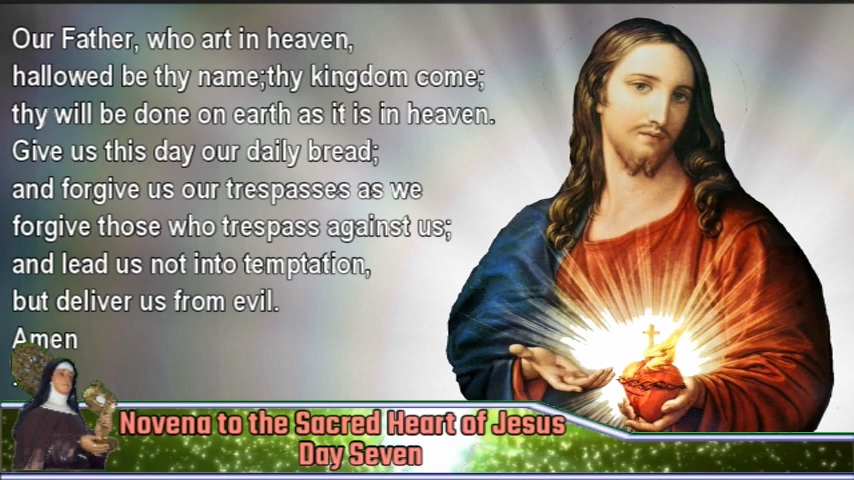 Our Father, who art in heaven,
hallowed be thy name;thy kingdom come;
thy will be done on earth as it is in heaven.
Give us this day our daily bread;
and forgive us our trespasses as we
forgive those who trespass against us;
and lead us not into temptation,
but deliver us from evil.
Amen
Novena to the Sacred Heart of Jesus
Day Seven